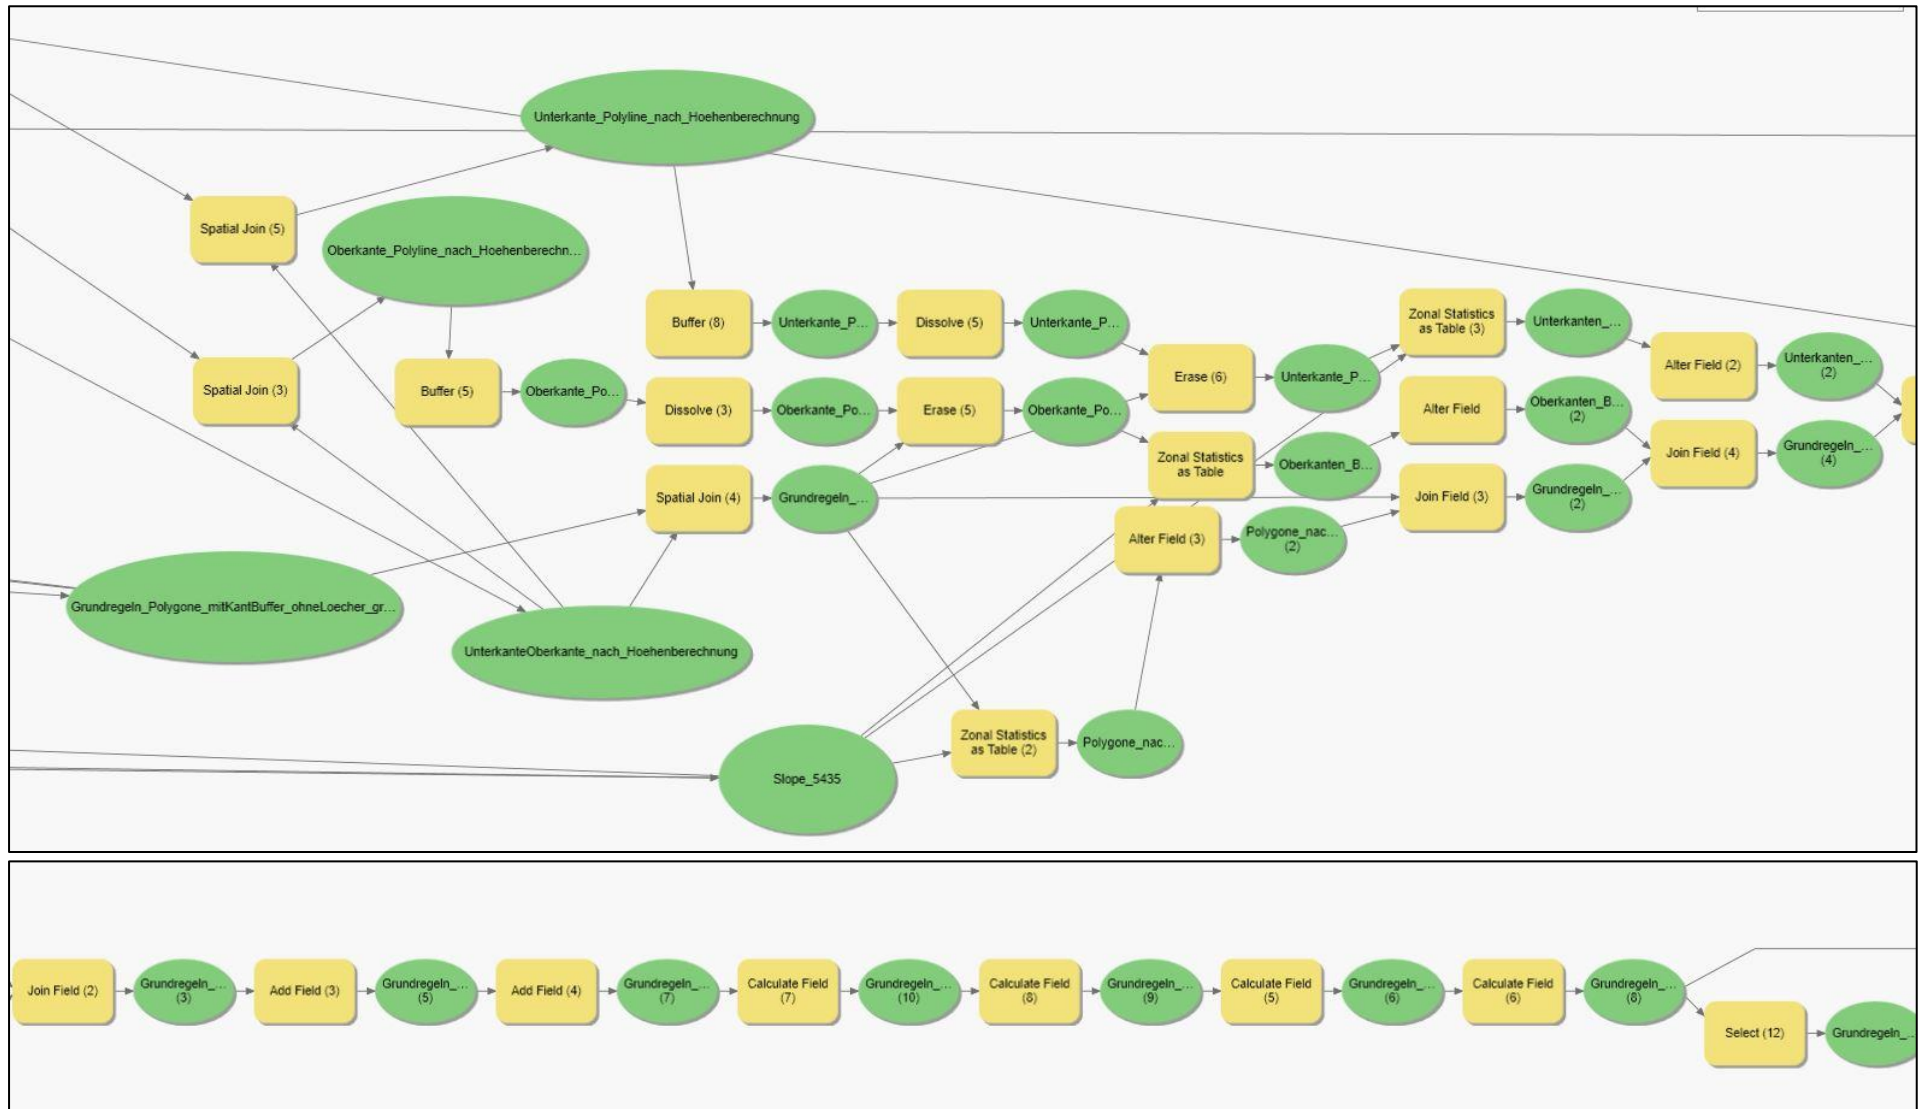 Unterkante_Polyline_nach_Hoehenberechnung
Spatial Join (5)
Oberkante_Polyline_nach_Hoehenberechn...
Buffer (8)
Unterkante_P...
Dissolve (5)
Unterkante_P...
Zonal Statistics
as Table (3)
Unterkanten_...
Spatial Join (3)
Buffer (5)
Oberkante_Po...
Dissolve (3)
Oberkante_Po...
Erase (5)
Oberkante_Po...
Erase (6)
Unterkante_P...
Alter Field (2)
Unterkanten_...
(2)
Alter Field
Oberkanten_B...
(2)
Zonal Statistics
as Table
Oberkanten_B...
Join Field (4)
Grundregeln_...
(4)
Spatial Join (4)
Grundregeln_...
Join Field (3)
Grundregeln_...
(2)
Alter Field (3)
Polygone_nac...
(2)
Grundregeln_Polygone_mitKantBuffer_ohneLoecher_gr...
UnterkanteOberkante_nach_Hoehenberechnung
Slope_5435
Zonal Statistics
as Table (2)
Polygone_nac...
Join Field (2)
Grundregeln_...
(3)
Add Field (3)
Grundregeln_...
(5)
Add Field (4)
Grundregeln_...
(7)
Calculate Field
(7)
Grundregeln_...
(10)
Calculate Field
(8)
Grundregeln_...
(9)
Calculate Field
(5)
Grundregeln_...
(6)
Calculate Field
(6)
Grundregeln_...
(8)
Select (12)
Grundregeln_...